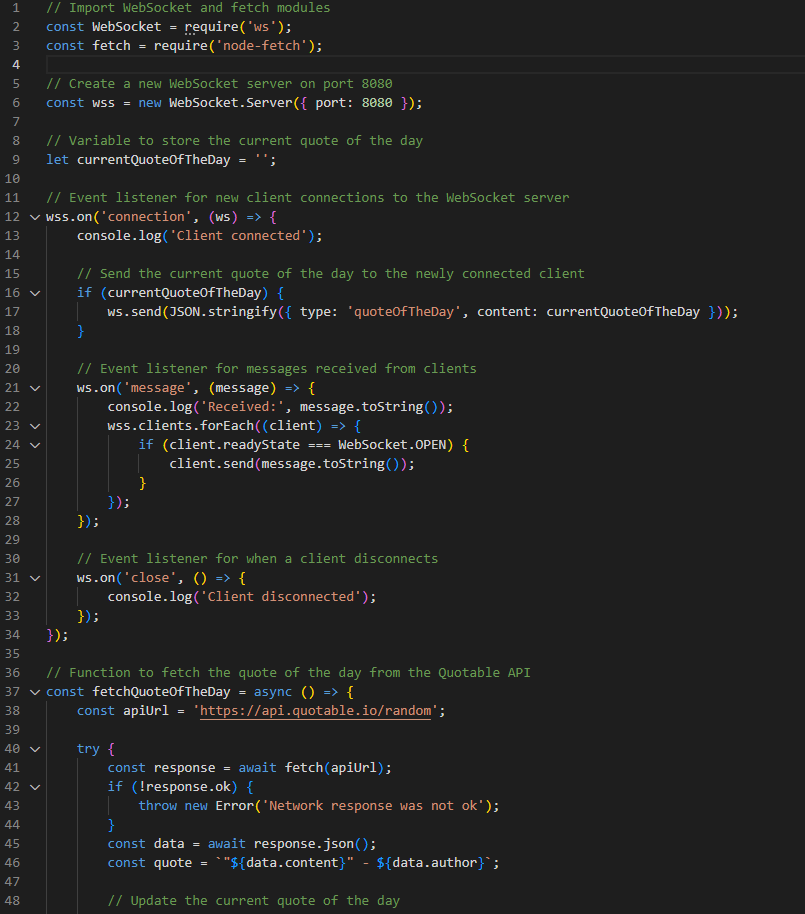 1 // Import WebSocket and fetch modules
2 const WebSocket = require('ws');
3 const fetch = require('node-fetch');
4
5 // Create a new WebSocket server on port 8080
6 const wss = new WebSocket.Server({ port: 8080 });
7
8 // Variable to store the current quote of the day
9 let currentQuoteOfTheDay = '';
10
11 // Event listener for new client connections to the WebSocket server
12 wss.on('connection', (ws) => {
13     console.log('Client connected');
14
15     // Send the current quote of the day to the newly connected client
16     if (currentQuoteOfTheDay) {
17         ws.send(JSON.stringify({ type: 'quoteOfTheDay', content: currentQuoteOfTheDay }));
18     }
19
20     // Event listener for messages received from clients
21     ws.on('message', (message) => {
22         console.log('Received:', message.toString());
23         wss.clients.forEach((client) => {
24             if (client.readyState === WebSocket.OPEN) {
25                 client.send(message.toString());
26             }
27         });
28     });
29
30     // Event listener for when a client disconnects
31     ws.on('close', () => {
32         console.log('Client disconnected');
33     });
34 });
35
36 // Function to fetch the quote of the day from the Quotable API
37 const fetchQuoteOfTheDay = async () => {
38     const apiUrl = 'https://api.quotable.io/random';
39
40     try {
41         const response = await fetch(apiUrl);
42         if (!response.ok) {
43             throw new Error('Network response was not ok');
44         }
45         const data = await response.json();
46         const quote = `"${data.content}" - ${data.author}`;
47
48         // Update the current quote of the day